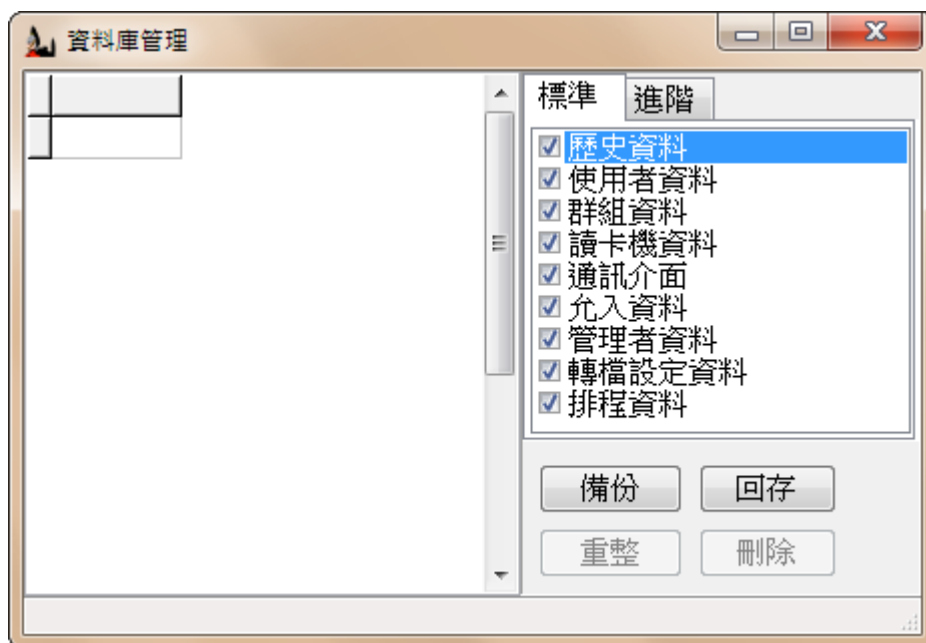 資料庫管理
標準 進階
歷史資料
使用者資料
群組資料
讀卡機資料
通訊介面
允入資料
管理者資料
轉檔設定資料
排程資料
備份 回存
重整 刪除